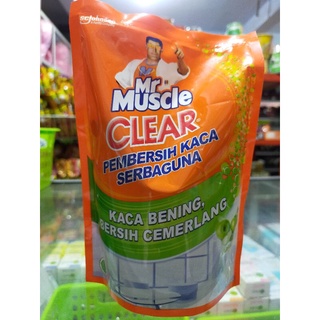 SCJohnson
Mr
Muscle
CLEAR
PEMBERSIH KACA
SERBAGUNA
KACA BENING,
BERSIH CEMERLANG